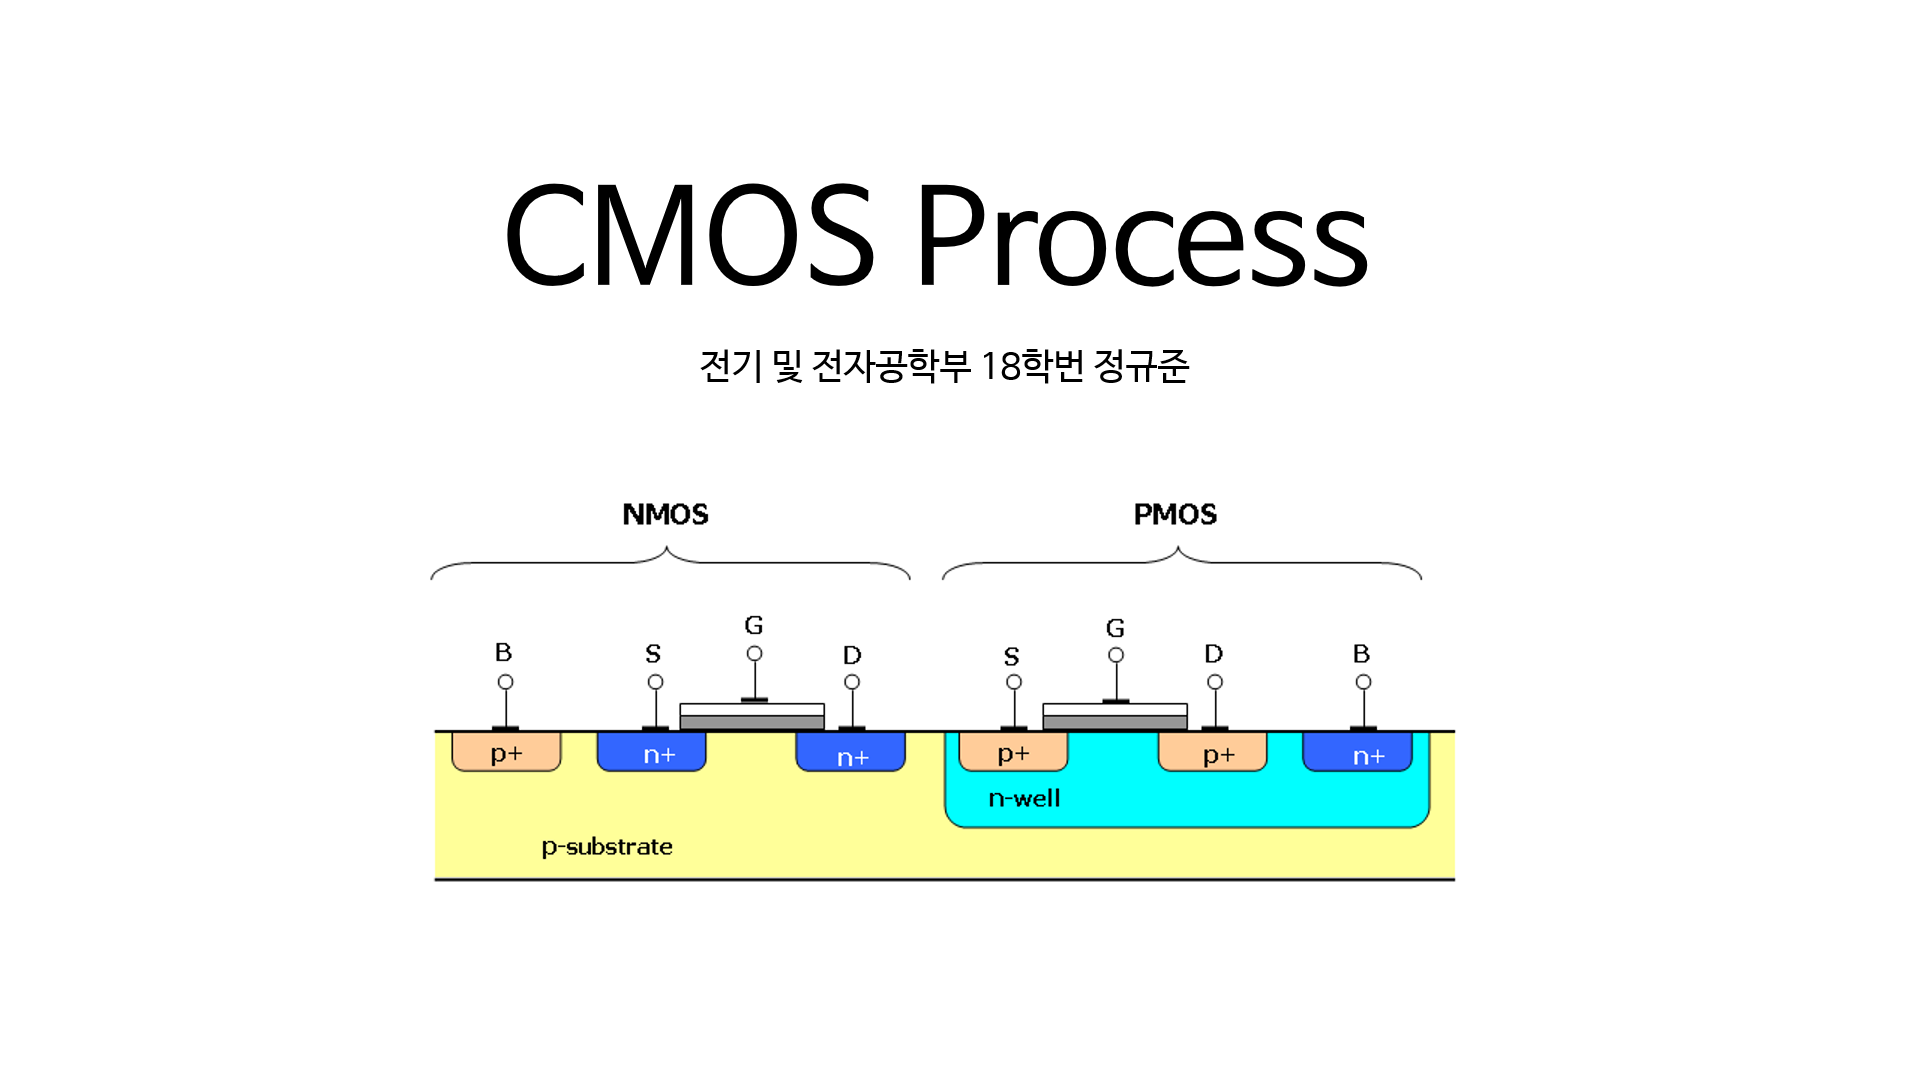 CMOS Process
전기 및 전자공학부 18학번 정규준
NMOS PMOS
G G
B S D S D B
p+ n+ n+ p+ p+ n+
n-well
p-substrate